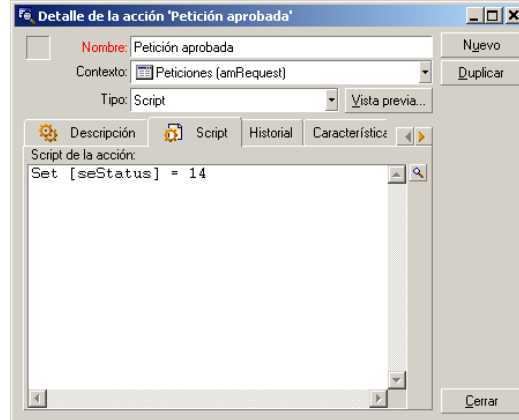 Detalle de la acción 'Petición aprobada'
Nombre: Petición aprobada
Nuevo
Contexto: Peticiones (amRequest)
Duplicar
Tipo: Script
Vista previa...
Descripción Script Historial Característica
Script de la acción:
Set [seStatus] = 14
Cerrar